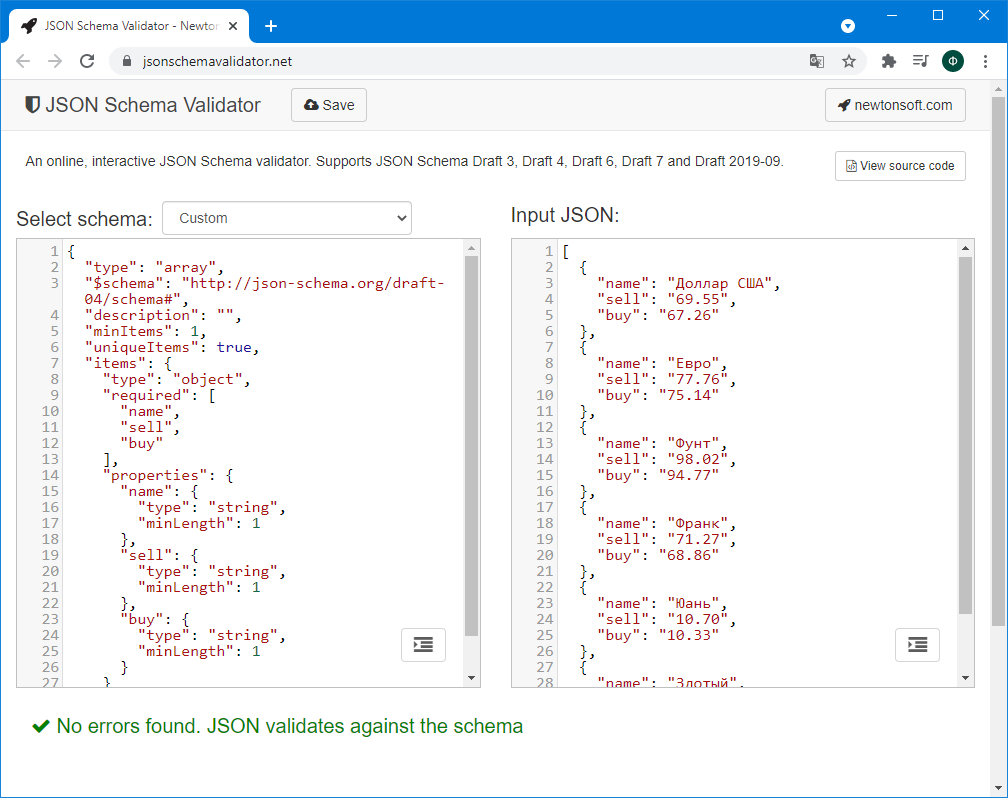 JSON Schema Validator - Newton
jsonschemavalidator.net
Ф
JSON Schema Validator
Save
newtonsoft.com
An online, interactive JSON Schema validator. Supports JSON Schema Draft 3, Draft 4, Draft 6, Draft 7 and Draft 2019-09.
View source code
Select schema:
Custom
1 {
2 "type": "array",
3 "$schema": "http://json-schema.org/draft-
04/schema#",
4 "description": "",
5 "minItems": 1,
6 "uniqueItems": true,
7 "items": {
8 "type": "object",
9 "required": [
10 "name",
11 "sell",
12 "buy"
13 ],
14 "properties": {
15 "name": {
16 "type": "string",
17 "minLength": 1
18 },
19 "sell": {
20 "type": "string",
21 "minLength": 1
22 },
23 "buy": {
24 "type": "string",
25 "minLength": 1
26 }
27 }
Input JSON:
1 [
2 {
3 "name": "Доллар США",
4 "sell": "69.55",
5 "buy": "67.26"
6 },
7 {
8 "name": "Евро",
9 "sell": "77.76",
10 "buy": "75.14"
11 },
12 {
13 "name": "Фунт",
14 "sell": "98.02",
15 "buy": "94.77"
16 },
17 {
18 "name": "Франк",
19 "sell": "71.27",
20 "buy": "68.86"
21 },
22 {
23 "name": "Юань",
24 "sell": "10.70",
25 "buy": "10.33"
26 },
27 {
28 "name": "Злотый",
No errors found. JSON validates against the schema